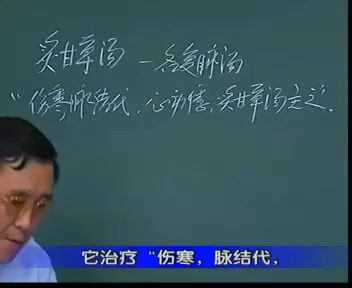 炙甘草汤 — 名复脉汤
“伤寒脉结代，心动悸，炙甘草汤主之”。
它治疗“伤寒，脉结代，